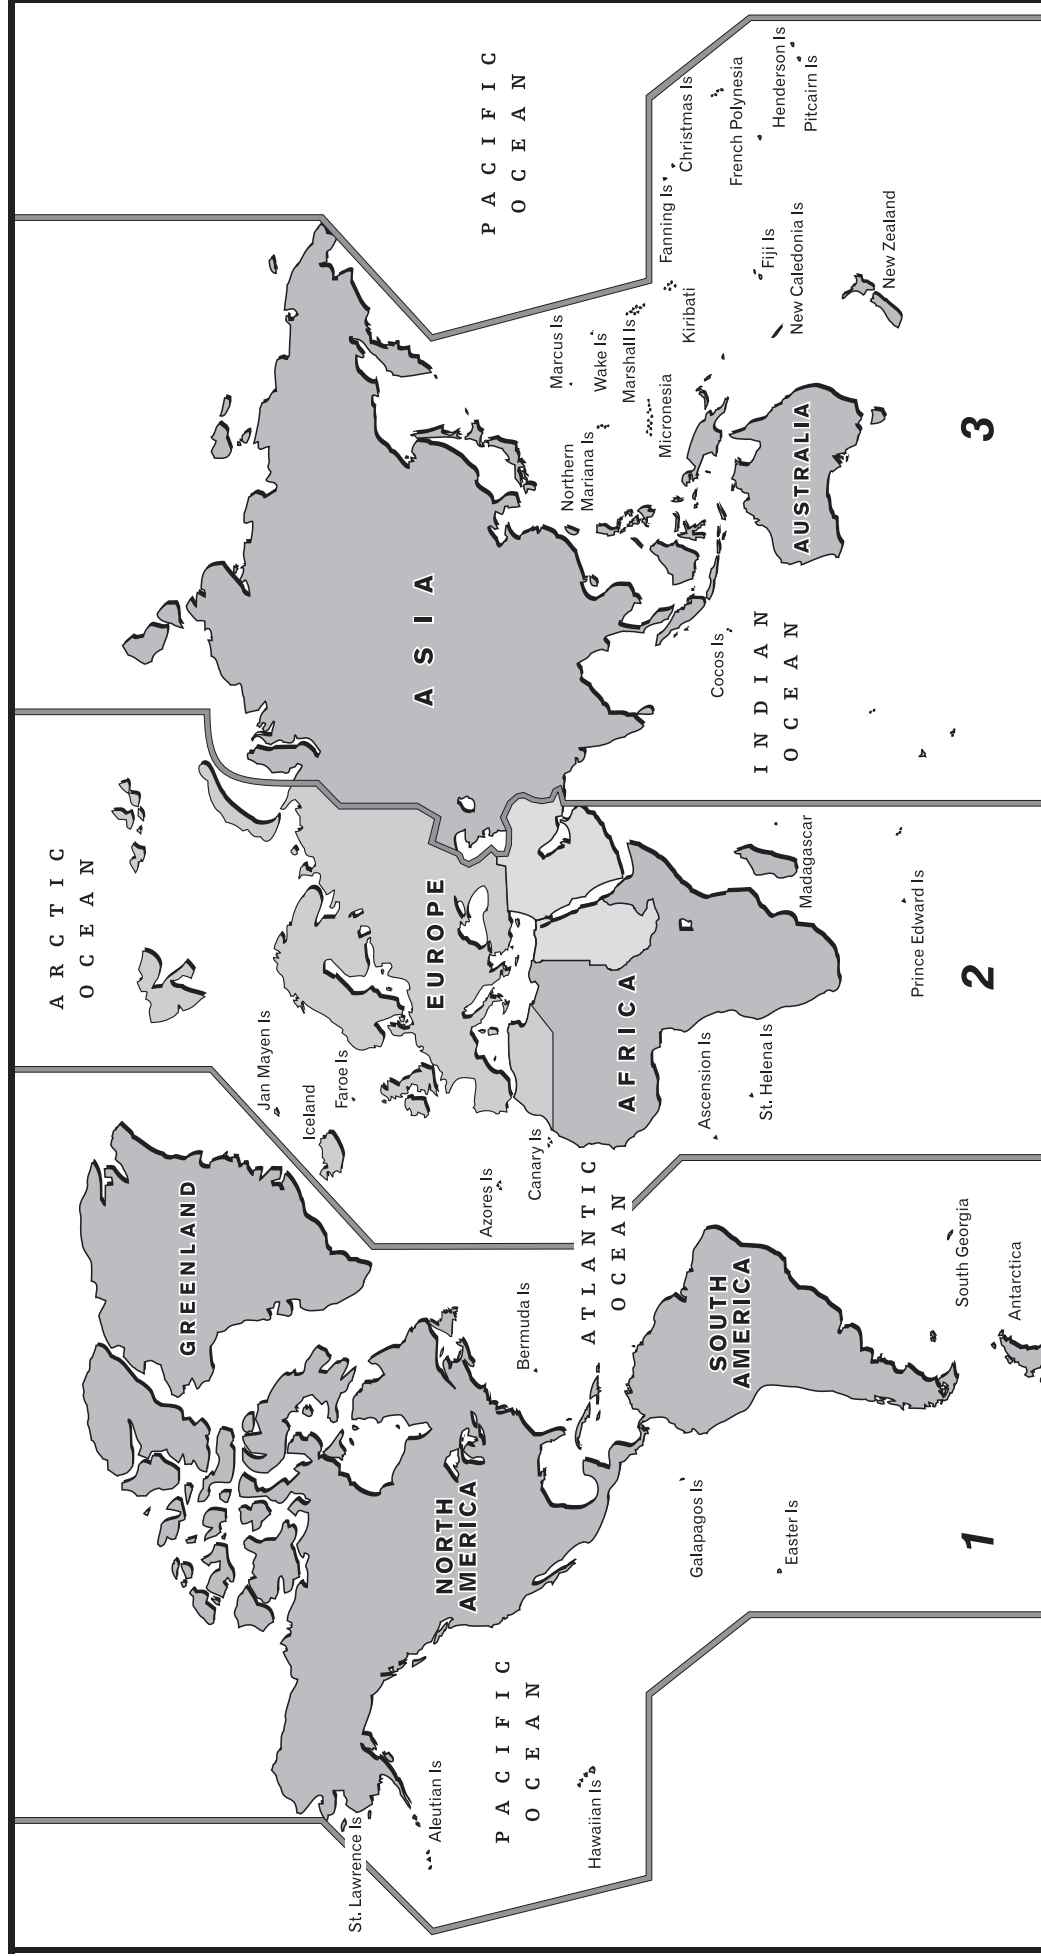 ARCTIC
OCEAN
GREENLAND
Jan Mayen Is
Iceland
Faroe Is
St. Lawrence Is
Aleutian Is
NORTH
AMERICA
EUROPE
ASIA
PACIFIC
OCEAN
PACIFIC
OCEAN
Azores Is
Bermuda Is
Canary Is
Marcus Is
Northern
Mariana Is
Wake Is
Hawaiian Is
ATLANTIC
OCEAN
AFRICA
Marshall Is
Micronesia
Fanning Is
Kiribati
Christmas Is
Galapagos Is
Ascension Is
Cocos Is
SOUTH
AMERICA
French Polynesia
INDIAN
OCEAN
St. Helena Is
Fiji Is
Henderson Is
Easter Is
Madagascar
AUSTRALIA
New Caledonia Is
Pitcairn Is
New Zealand
Prince Edward Is
South Georgia
1
2
3
Antarctica